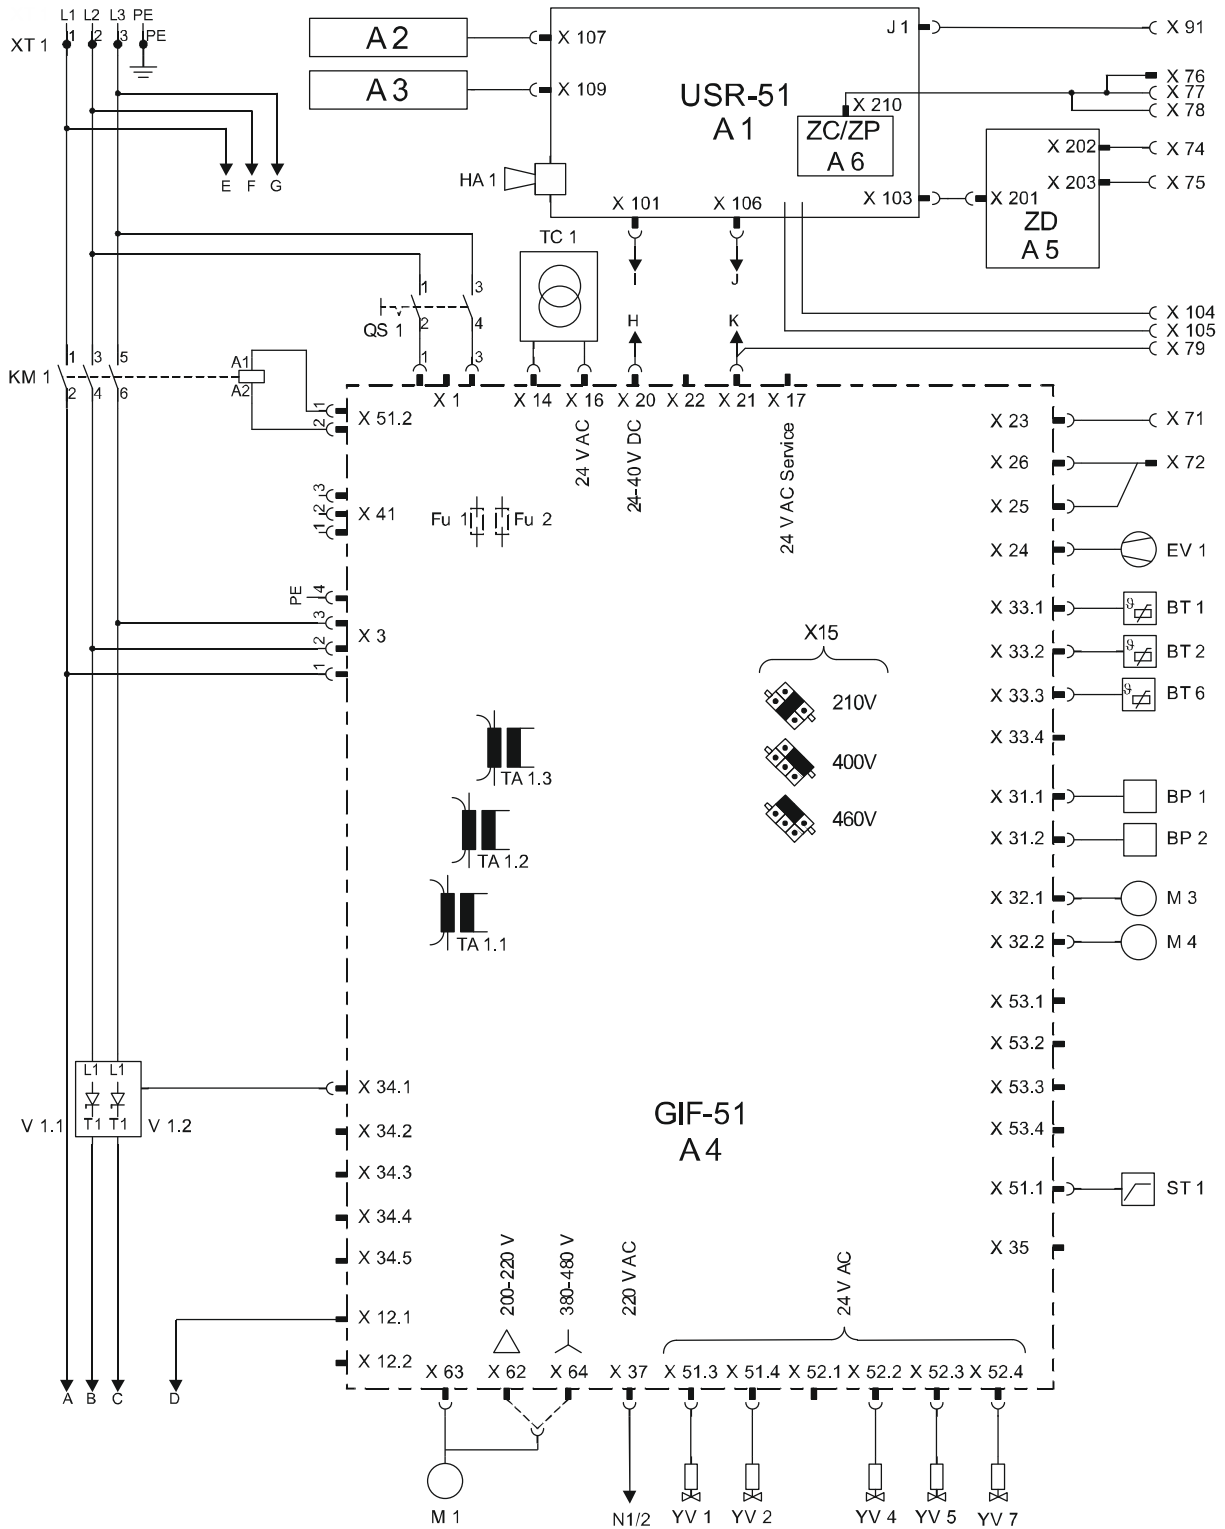 L1 L2 L3 PE
XT 1
1 2 3 PE
A 2
A 3
X 107
X 109
J 1
X 91
USR-51
A 1
X 210
ZC/ZP
A 6
X 76
X 77
X 78
X 202
X 203
X 74
X 75
X 103
X 201
ZD
A 5
E F G
HA 1
X 101
X 106
TC 1
I
J
H
K
1 3
QS 1
2 4
1 3
X 104
X 105
X 79
1 3 5
KM 1
2 4 6
A1
A2
1
2
X 51.2
X 1
X 14
X 16
X 20
X 22
X 21
X 17
24 V AC
24-40 V DC
24 V AC Service
X 23
X 71
X 26
X 72
X 25
X 24
EV 1
3
2
1
X 41
Fu 1
Fu 2
PE
4
3
2
1
X 3
X 33.1
ϑ
BT 1
X 33.2
ϑ
BT 2
X 33.3
ϑ
BT 6
X 33.4
X15
210V
400V
460V
TA 1.3
TA 1.2
TA 1.1
X 31.1
BP 1
X 31.2
BP 2
X 32.1
M 3
X 32.2
M 4
X 53.1
X 53.2
X 53.3
X 53.4
L1 L1
T1 T1
V 1.1
V 1.2
X 34.1
X 34.2
X 34.3
X 34.4
X 34.5
GIF-51
A 4
X 51.1
ST 1
X 35
X 12.1
X 12.2
200-220 V
380-480 V
220 V AC
24 V AC
A B C D
X 63
X 62
X 64
X 37
X 51.3
X 51.4
X 52.1
X 52.2
X 52.3
X 52.4
M 1
N1/2
YV 1
YV 2
YV 4
YV 5
YV 7